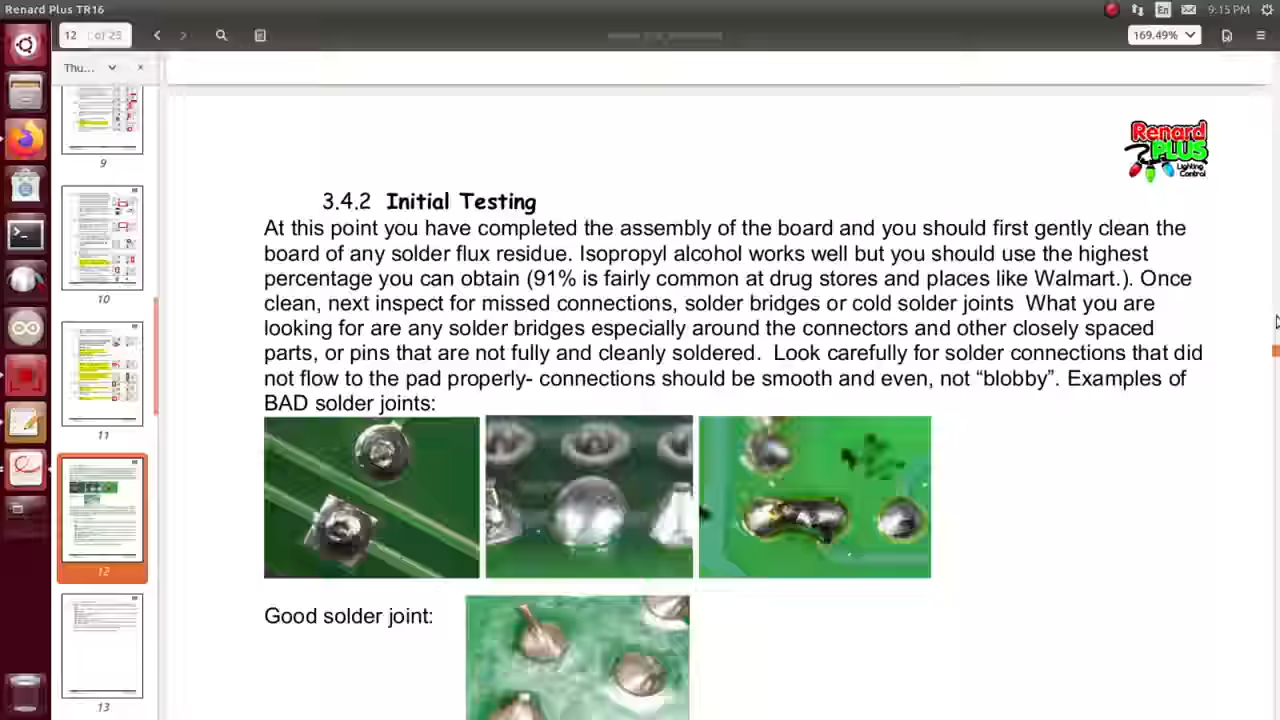 Renard Plus TR16
En
9:15 PM
12 of 23
169.49%
Thu...
9
10
11
12
13
Renard
PLUS
Lighting
Control
3.4.2 Initial Testing
At this point you have completed the assembly of the board and you should first gently clean the
board of any solder flux residue. Isopropyl alcohol works well but you should use the highest
percentage you can obtain (91% is fairly common at drug stores and places like Walmart.). Once
clean, next inspect for missed connections, solder bridges or cold solder joints What you are
looking for are any solder bridges especially around the connectors and other closely spaced
parts, or pins that are not fully and cleanly soldered. Look carefully for solder connections that did
not flow to the pad properly- connections should be smooth and even, not “blobby”. Examples of
BAD solder joints:
Good solder joint: